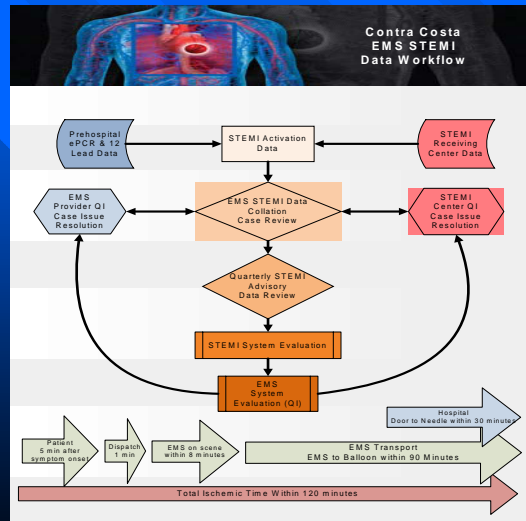 Contra Costa
EMS STEMI
Data Workflow
Prehospital
ePCR & 12
Lead Data
STEMI Activation
Data
STEMI
Receiving
Center Data
EMS
Provider QI
Case Issue
Resolution
EMS STEMI Data
Collation
Case Review
STEMI
Center QI
Case Issue
Resolution
Quarterly STEMI
Advisory
Data Review
STEMI System Evaluation
EMS
System
Evaluation (QI)
Hospital
Door to Needle within 30 minutes
Patient
5 min after
symptom onset
Dispatch
1 min
EMS on scene
within 8 minutes
EMS Transport
EMS to Balloon within 90 Minutes
Total Ischemic Time Within 120 minutes